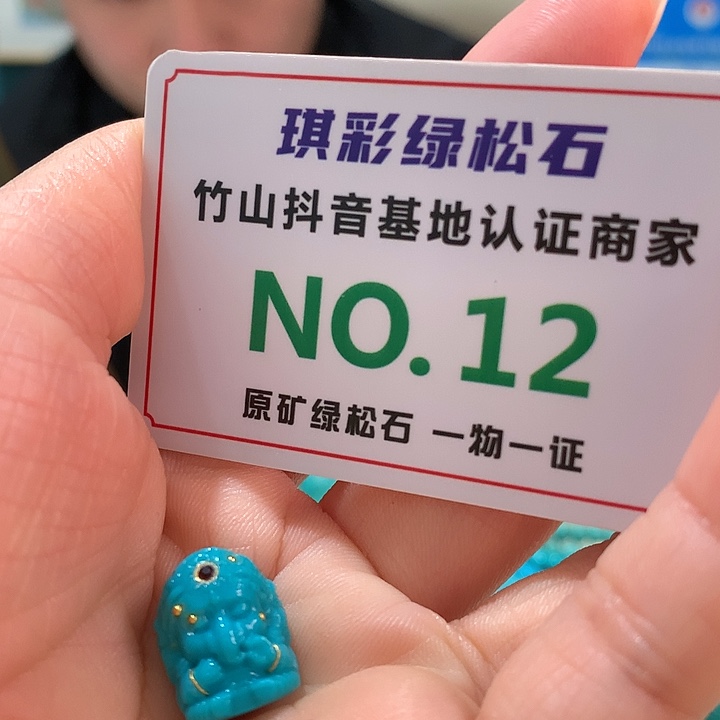 琪彩绿松石
竹山抖音基地认证商家
NO.12
原矿绿松石 一物一证